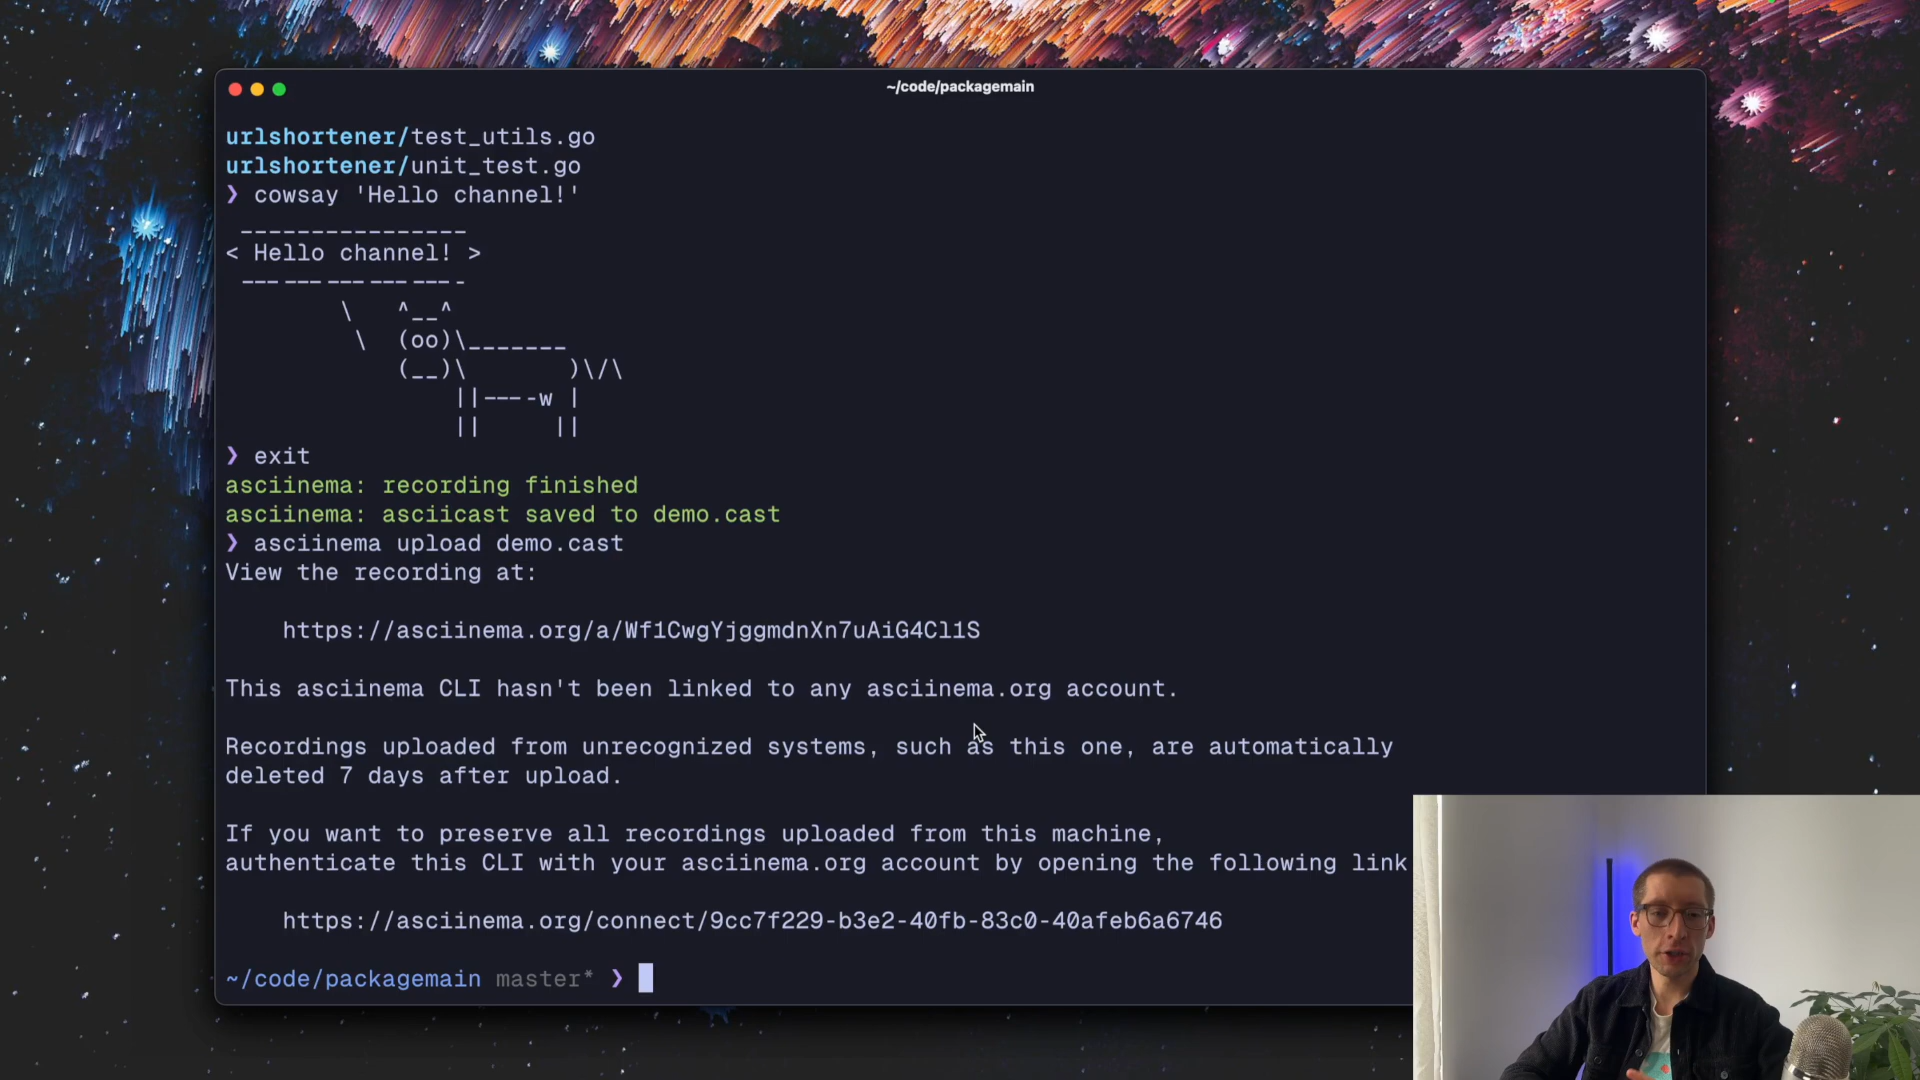 ~/code/packagemain
urlshortener/test_utils.go
urlshortener/unit_test.go
❯ cowsay 'Hello channel!'
 ________________
< Hello channel! >
 ----------------
        \   ^__^
         \  (oo)\_______
            (__)\       )\/\
                ||----w |
                ||     ||
❯ exit
asciinema: recording finished
asciinema: asciicast saved to demo.cast
❯ asciinema upload demo.cast
View the recording at:
    https://asciinema.org/a/Wf1CwgYjggmdnXn7uAiG4Cl1S
This asciinema CLI hasn't been linked to any asciinema.org account.
Recordings uploaded from unrecognized systems, such as this one, are automatically
deleted 7 days after upload.
If you want to preserve all recordings uploaded from this machine,
authenticate this CLI with your asciinema.org account by opening the following link
    https://asciinema.org/connect/9cc7f229-b3e2-40fb-83c0-40afeb6a6746
~/code/packagemain master* ❯